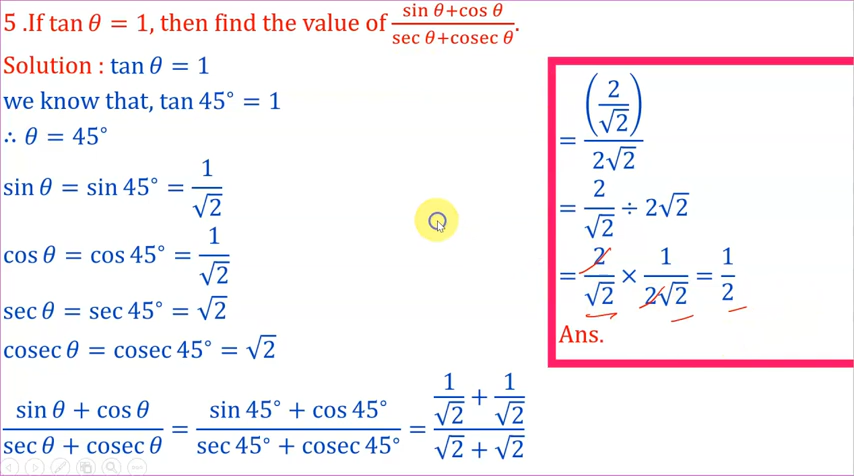 5 .If tan θ = 1, then find the value of (sin θ+cos θ)/(sec θ+cosec θ).
Solution : tan θ = 1
we know that, tan 45° = 1
∴ θ = 45°
sin θ = sin 45° = 1/√2
cos θ = cos 45° = 1/√2
sec θ = sec 45° = √2
cosec θ = cosec 45° = √2
(sin θ + cos θ)/(sec θ + cosec θ) = (sin 45° + cos 45°)/(sec 45° + cosec 45°) = (1/√2 + 1/√2)/(√2 + √2)
= (2/√2)/(2√2)
= 2/√2 ÷ 2√2
= 2/√2 × 1/(2√2) = 1/2
Ans.